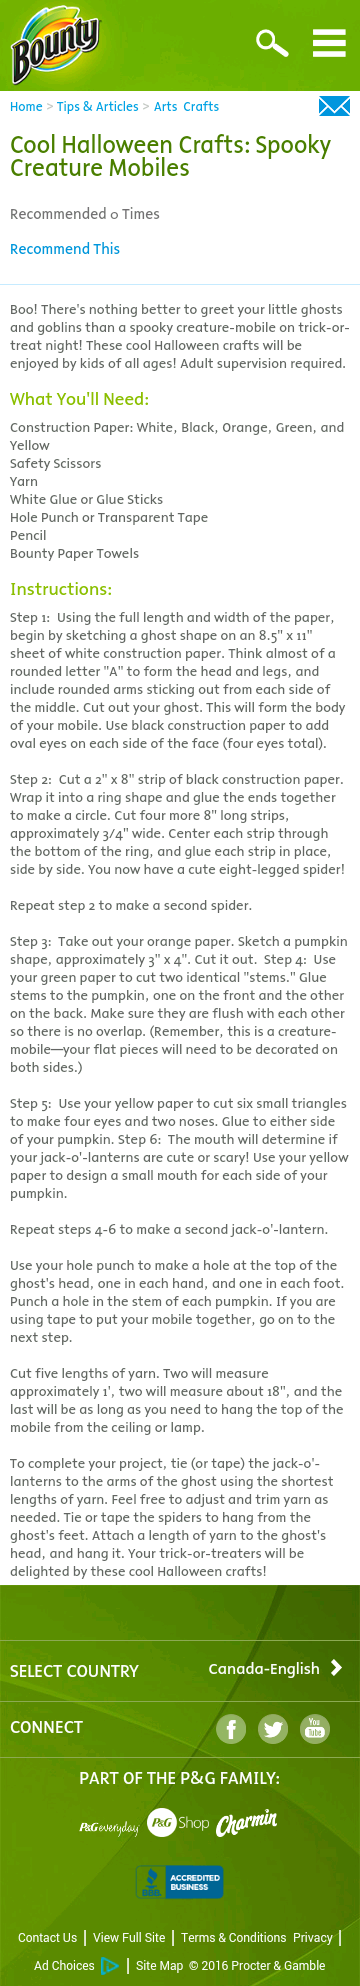 Bounty
Home > Tips & Articles > Arts Crafts
Cool Halloween Crafts: Spooky
Creature Mobiles
Recommended 0 Times
Recommend This
Boo! There's nothing better to greet your little ghosts
and goblins than a spooky creature-mobile on trick-or-
treat night! These cool Halloween crafts will be
enjoyed by kids of all ages! Adult supervision required.
What You'll Need:
Construction Paper: White, Black, Orange, Green, and
Yellow
Safety Scissors
Yarn
White Glue or Glue Sticks
Hole Punch or Transparent Tape
Pencil
Bounty Paper Towels
Instructions:
Step 1: Using the full length and width of the paper,
begin by sketching a ghost shape on an 8.5" x 11"
sheet of white construction paper. Think almost of a
rounded letter "A" to form the head and legs, and
include rounded arms sticking out from each side of
the middle. Cut out your ghost. This will form the body
of your mobile. Use black construction paper to add
oval eyes on each side of the face (four eyes total).
Step 2: Cut a 2" x 8" strip of black construction paper.
Wrap it into a ring shape and glue the ends together
to make a circle. Cut four more 8" long strips,
approximately 3/4" wide. Center each strip through
the bottom of the ring, and glue each strip in place,
side by side. You now have a cute eight-legged spider!
Repeat step 2 to make a second spider.
Step 3: Take out your orange paper. Sketch a pumpkin
shape, approximately 3" x 4". Cut it out. Step 4: Use
your green paper to cut two identical "stems." Glue
stems to the pumpkin, one on the front and the other
on the back. Make sure they are flush with each other
so there is no overlap. (Remember, this is a creature-
mobile—your flat pieces will need to be decorated on
both sides.)
Step 5: Use your yellow paper to cut six small triangles
to make four eyes and two noses. Glue to either side
of your pumpkin. Step 6: The mouth will determine if
your jack-o'-lanterns are cute or scary! Use your yellow
paper to design a small mouth for each side of your
pumpkin.
Repeat steps 4-6 to make a second jack-o'-lantern.
Use your hole punch to make a hole at the top of the
ghost's head, one in each hand, and one in each foot.
Punch a hole in the stem of each pumpkin. If you are
using tape to put your mobile together, go on to the
next step.
Cut five lengths of yarn. Two will measure
approximately 1', two will measure about 18", and the
last will be as long as you need to hang the top of the
mobile from the ceiling or lamp.
To complete your project, tie (or tape) the jack-o'-
lanterns to the arms of the ghost using the shortest
lengths of yarn. Feel free to adjust and trim yarn as
needed. Tie or tape the spiders to hang from the
ghost's feet. Attach a length of yarn to the ghost's
head, and hang it. Your trick-or-treaters will be
delighted by these cool Halloween crafts!
SELECT COUNTRY Canada-English
CONNECT f You Tube
PART OF THE P&G FAMILY:
P&G everyday P&G Shop Charmin
BBB ACCREDITED
BUSINESS
Contact Us | View Full Site | Terms & Conditions Privacy |
Ad Choices | Site Map © 2016 Procter & Gamble